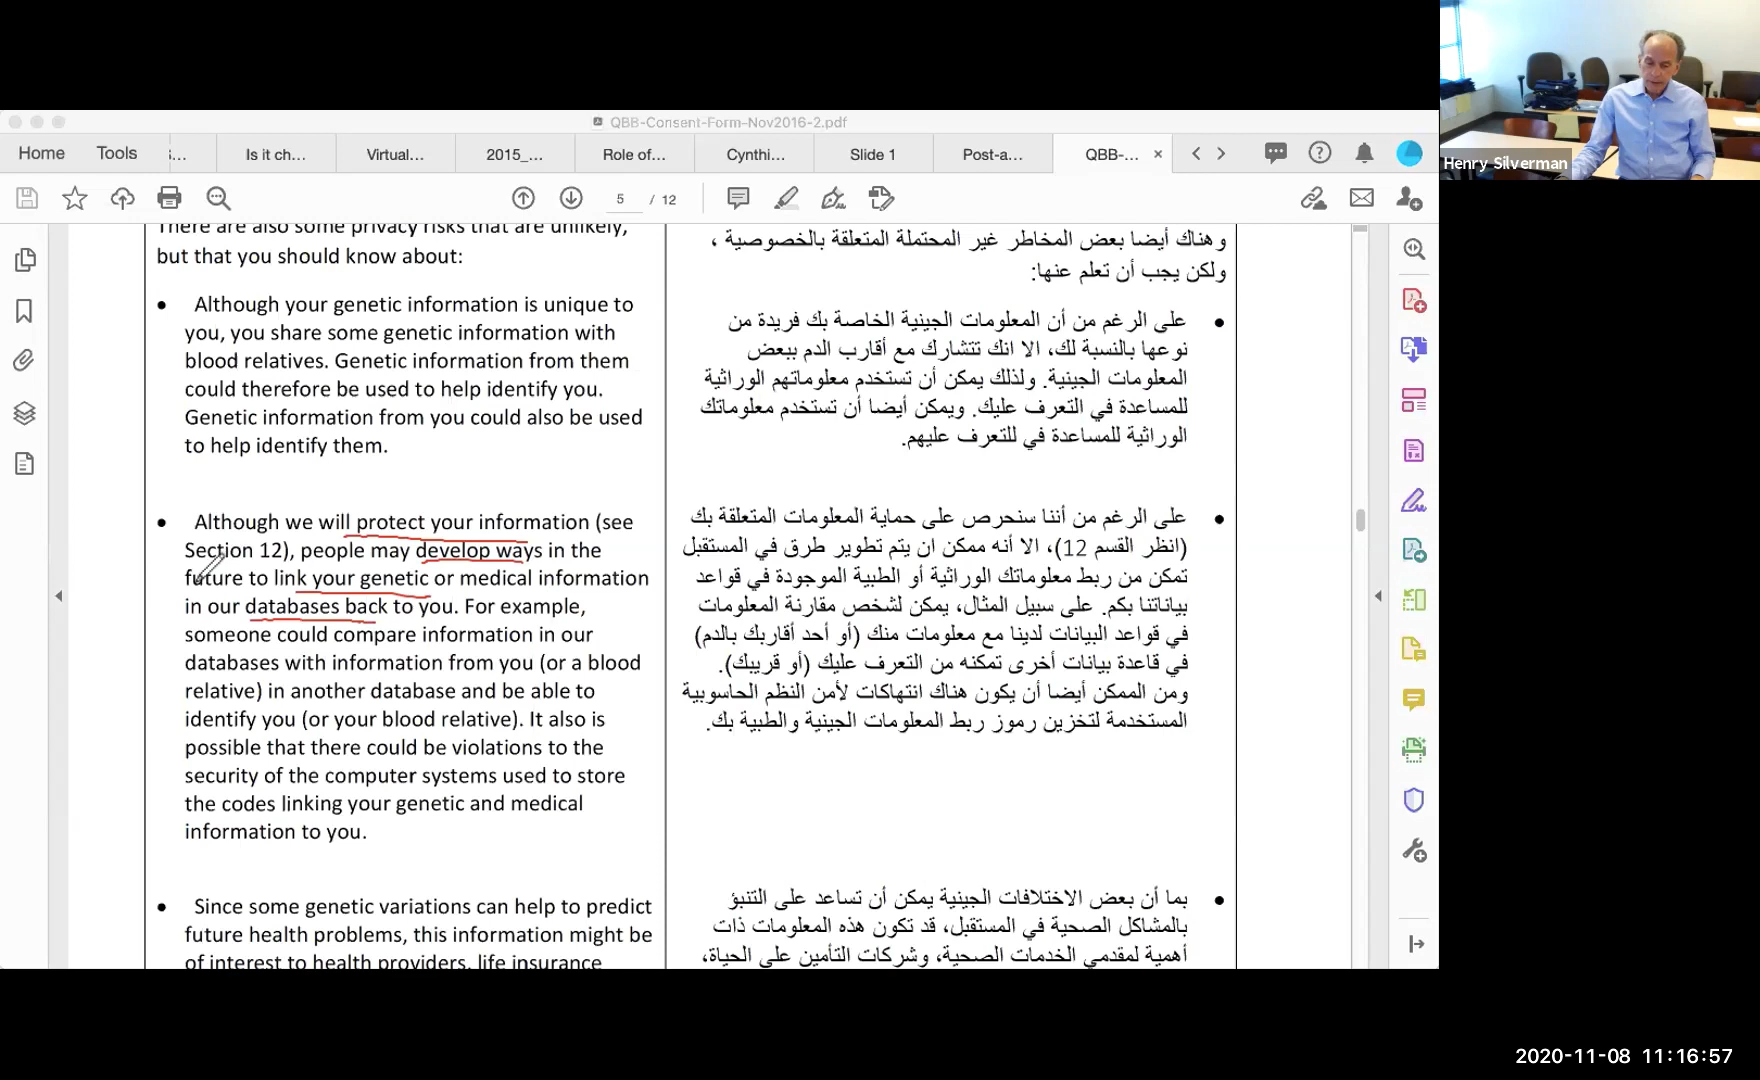 QBB-Consent-Form-Nov2016-2.pdf
Home Tools s... Is it ch... Virtual... 2015_... Role of... Cynthi... Slide 1 Post-a... QBB-... ×
5 / 12
Henry Silverman
There are also some privacy risks that are unlikely,
but that you should know about:
• Although your genetic information is unique to
you, you share some genetic information with
blood relatives. Genetic information from them
could therefore be used to help identify you.
Genetic information from you could also be used
to help identify them.
• Although we will protect your information (see
Section 12), people may develop ways in the
future to link your genetic or medical information
in our databases back to you. For example,
someone could compare information in our
databases with information from you (or a blood
relative) in another database and be able to
identify you (or your blood relative). It also is
possible that there could be violations to the
security of the computer systems used to store
the codes linking your genetic and medical
information to you.
• Since some genetic variations can help to predict
future health problems, this information might be
of interest to health providers, life insurance
وهناك أيضا بعض المخاطر غير المحتملة المتعلقة بالخصوصية ،
ولكن يجب أن تعلم عنها:
• على الرغم من أن المعلومات الجينية الخاصة بك فريدة من
نوعها بالنسبة لك، الا انك تتشارك مع أقارب الدم ببعض
المعلومات الجينية. ولذلك يمكن أن تستخدم معلوماتهم الوراثية
للمساعدة في التعرف عليك. ويمكن أيضا أن تستخدم معلوماتك
الوراثية للمساعدة في للتعرف عليهم.
• على الرغم من أننا سنحرص على حماية المعلومات المتعلقة بك
(انظر القسم 12)، الا أنه ممكن ان يتم تطوير طرق في المستقبل
تمكن من ربط معلوماتك الوراثية أو الطبية الموجودة في قواعد
بياناتنا بكم. على سبيل المثال، يمكن لشخص مقارنة المعلومات
في قواعد البيانات لدينا مع معلومات منك (أو أحد أقاربك بالدم)
في قاعدة بيانات أخرى تمكنه من التعرف عليك (أو قريبك).
ومن الممكن أيضا أن يكون هناك انتهاكات لأمن النظم الحاسوبية
المستخدمة لتخزين رموز ربط المعلومات الجينية والطبية بك.
• بما أن بعض الاختلافات الجينية يمكن أن تساعد على التنبؤ
بالمشاكل الصحية في المستقبل، قد تكون هذه المعلومات ذات
أهمية لمقدمي الخدمات الصحية، وشركات التأمين على الحياة،
2020-11-08 11:16:57